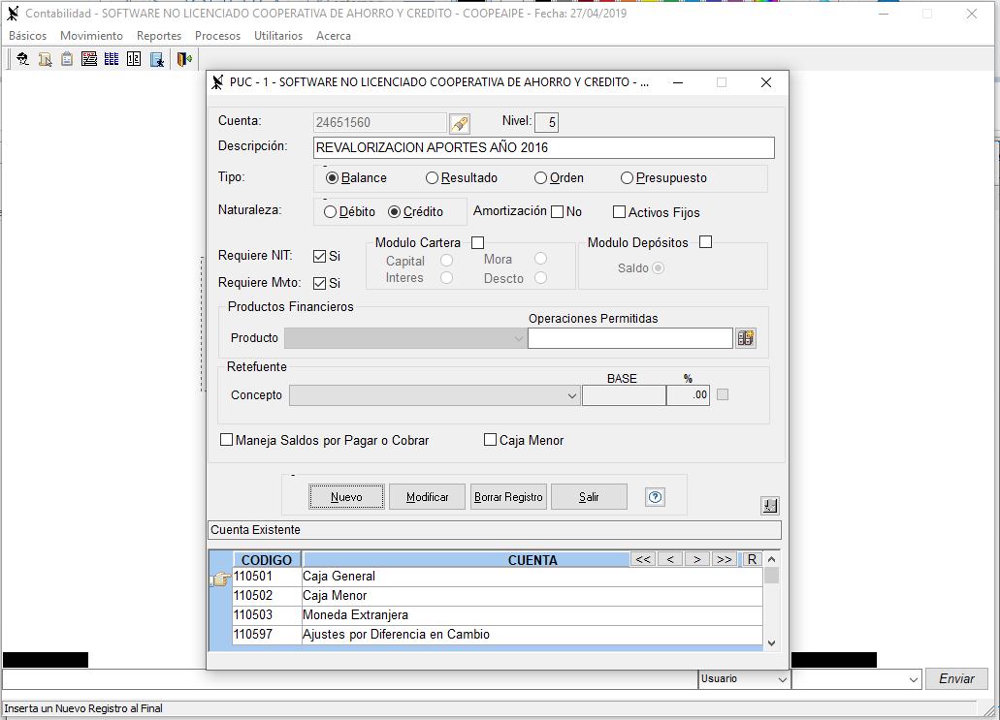 Contabilidad - SOFTWARE NO LICENCIADO COOPERATIVA DE AHORRO Y CREDITO - COOPEAIPE - Fecha: 27/04/2019
Básicos Movimiento Reportes Procesos Utilitarios Acerca
PUC - 1 - SOFTWARE NO LICENCIADO COOPERATIVA DE AHORRO Y CREDITO - ...
Cuenta: 24651560 Nivel: 5
Descripción: REVALORIZACION APORTES AÑO 2016
Tipo: Balance Resultado Orden Presupuesto
Naturaleza: Débito Crédito Amortización No Activos Fijos
Modulo Cartera Modulo Depósitos
Requiere NIT: Si Capital Mora Saldo
Requiere Mvto: Si Interes Descto
Productos Financieros
Operaciones Permitidas
Producto
Retefuente
BASE %
Concepto .00
Maneja Saldos por Pagar o Cobrar Caja Menor
Nuevo Modificar Borrar Registro Salir
Cuenta Existente
CODIGO CUENTA << < > >> R
110501 Caja General
110502 Caja Menor
110503 Moneda Extranjera
110597 Ajustes por Diferencia en Cambio
Usuario Enviar
Inserta un Nuevo Registro al Final